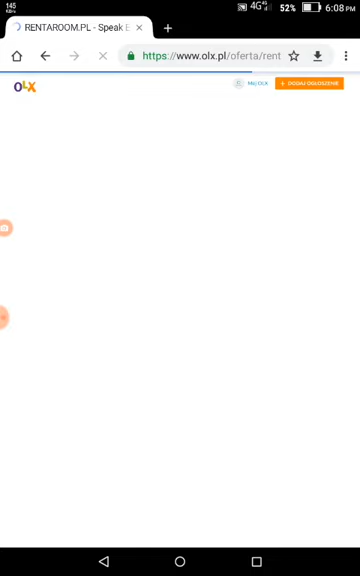 145
KB/s
4G
52%
6:08 PM
RENTAROOM.PL - Speak E
https://www.olx.pl/oferta/rent
OLX
Mój OLX
+ DODAJ OGŁOSZENIE